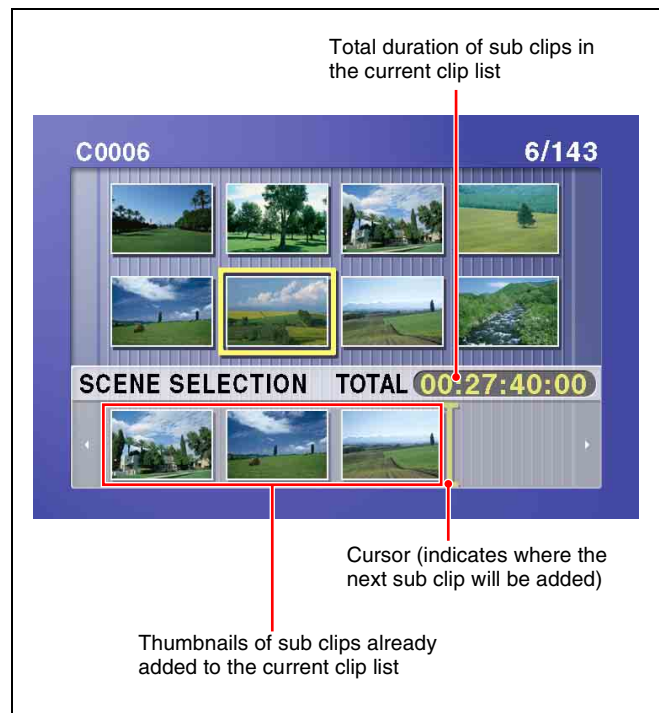 Total duration of sub clips in
the current clip list
C0006
6/143
SCENE SELECTION TOTAL 00:27:40:00
Cursor (indicates where the
next sub clip will be added)
Thumbnails of sub clips already
added to the current clip list